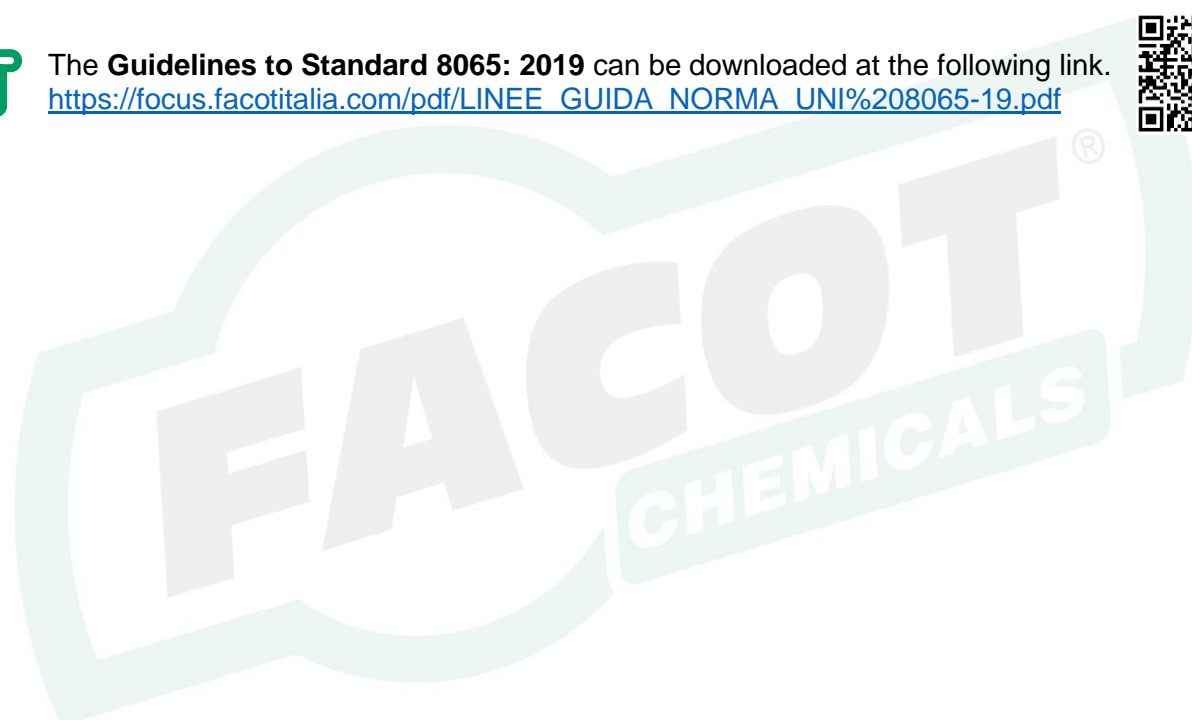 The Guidelines to Standard 8065: 2019 can be downloaded at the following link.
https://focus.facotitalia.com/pdf/LINEE_GUIDA_NORMA_UNI%208065-19.pdf
®
FACOT
CHEMICALS